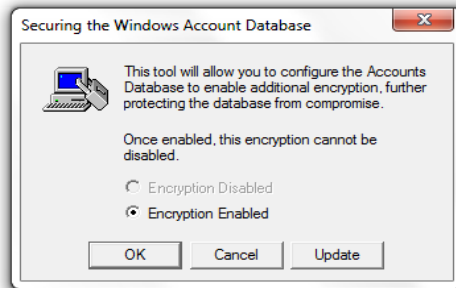 Securing the Windows Account Database
This tool will allow you to configure the Accounts
Database to enable additional encryption, further
protecting the database from compromise.
Once enabled, this encryption cannot be
disabled.
Encryption Disabled
Encryption Enabled
OK Cancel Update